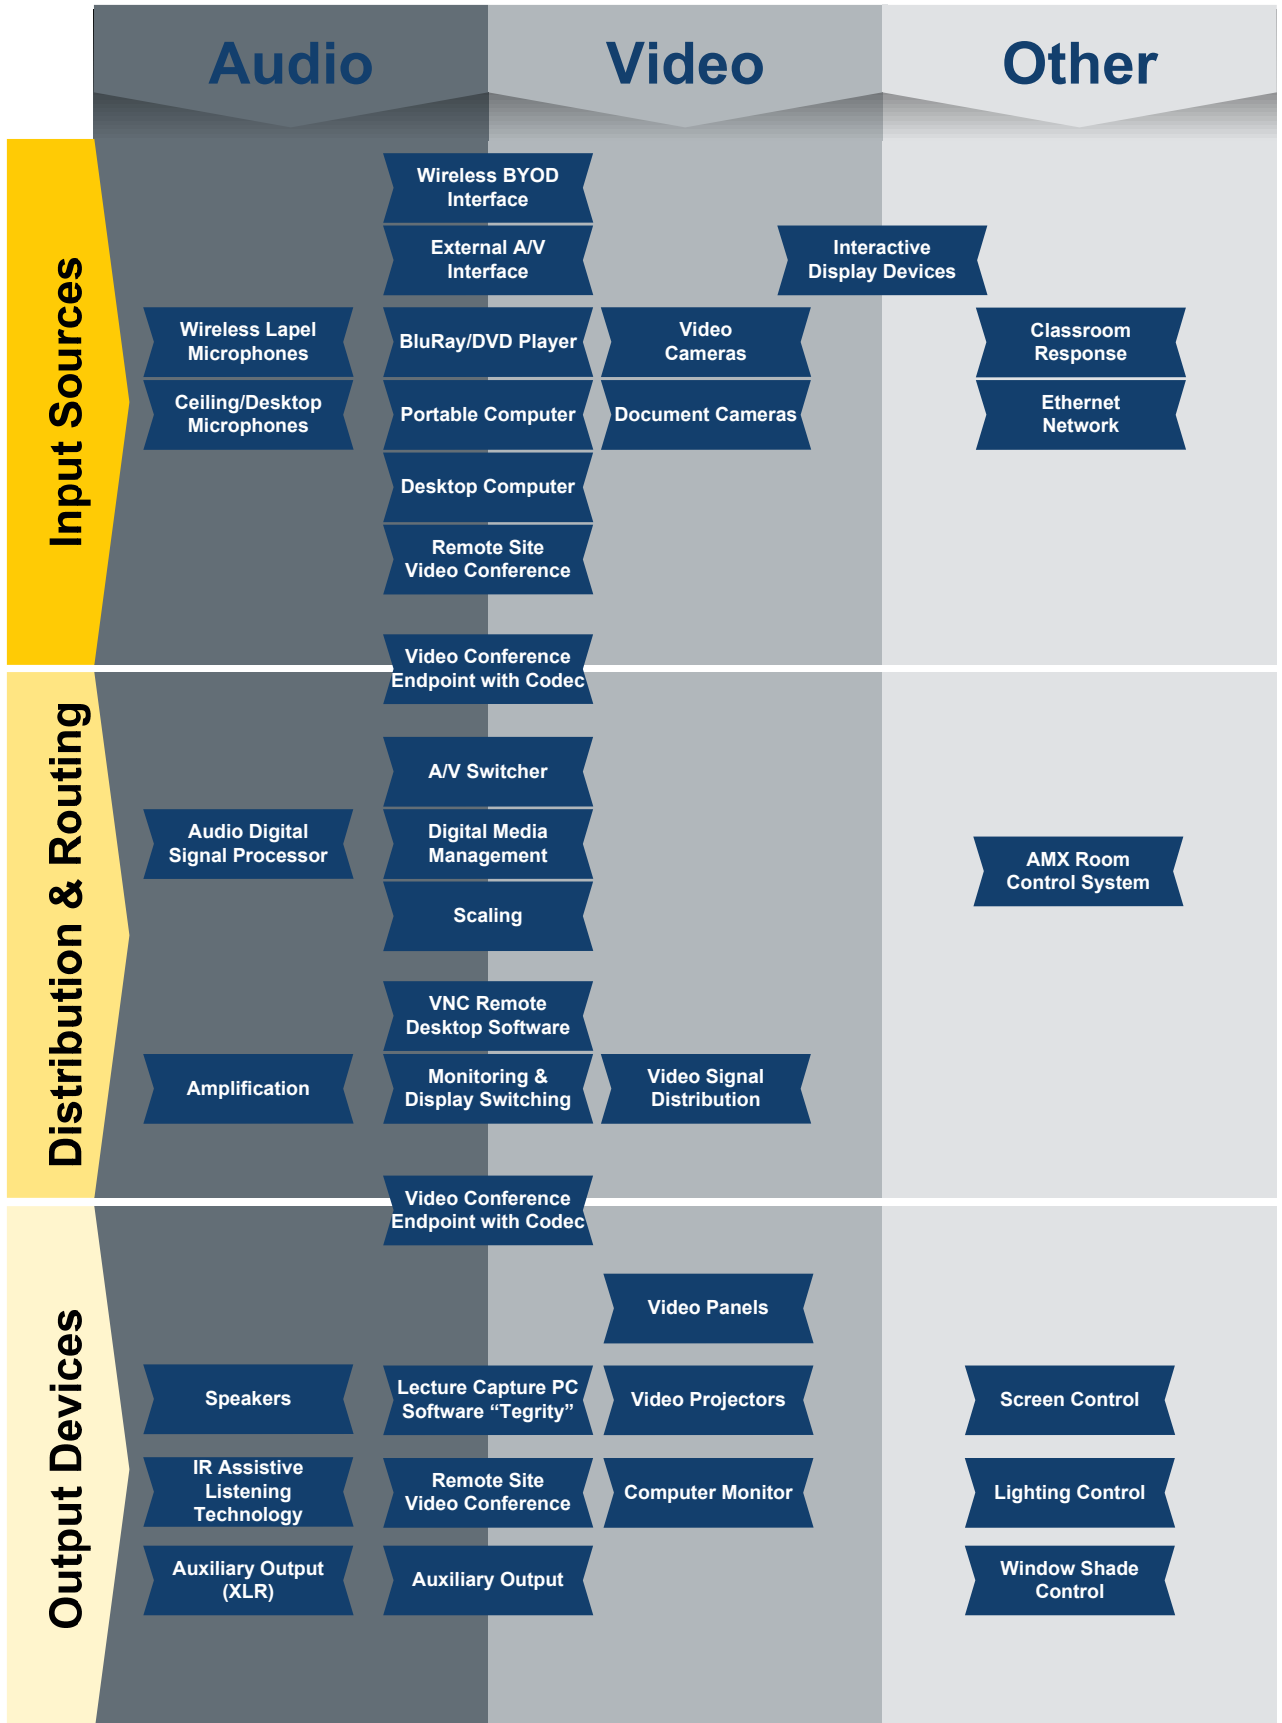 Audio
Video
Other
Input Sources
Wireless BYOD
Interface
External A/V
Interface
Interactive
Display Devices
Wireless Lapel
Microphones
BluRay/DVD Player
Video
Cameras
Classroom
Response
Ceiling/Desktop
Microphones
Portable Computer
Document Cameras
Ethernet
Network
Desktop Computer
Remote Site
Video Conference
Video Conference
Endpoint with Codec
Distribution & Routing
A/V Switcher
Audio Digital
Signal Processor
Digital Media
Management
AMX Room
Control System
Scaling
VNC Remote
Desktop Software
Amplification
Monitoring &
Display Switching
Video Signal
Distribution
Video Conference
Endpoint with Codec
Output Devices
Video Panels
Speakers
Lecture Capture PC
Software “Tegrity”
Video Projectors
Screen Control
IR Assistive
Listening
Technology
Remote Site
Video Conference
Computer Monitor
Lighting Control
Auxiliary Output
(XLR)
Auxiliary Output
Window Shade
Control